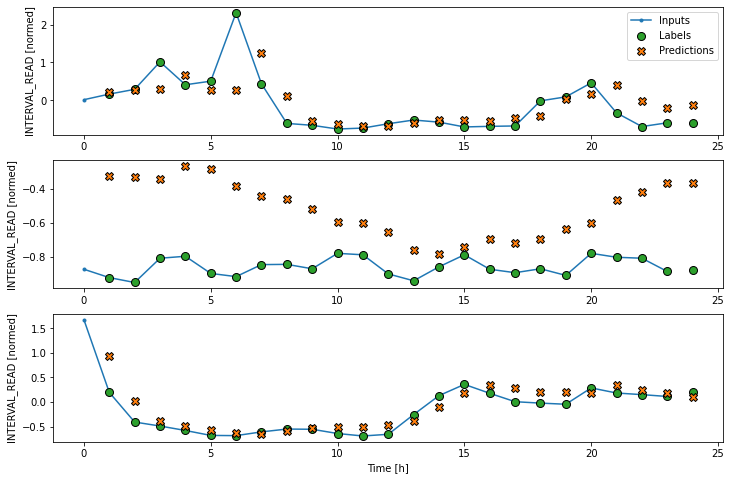 INTERVAL_READ [normed]
2
1
0
Inputs
Labels
Predictions
0 5 10 15 20 25
INTERVAL_READ [normed]
−0.4
−0.6
−0.8
0 5 10 15 20 25
INTERVAL_READ [normed]
1.5
1.0
0.5
0.0
−0.5
0 5 10 15 20 25
Time [h]